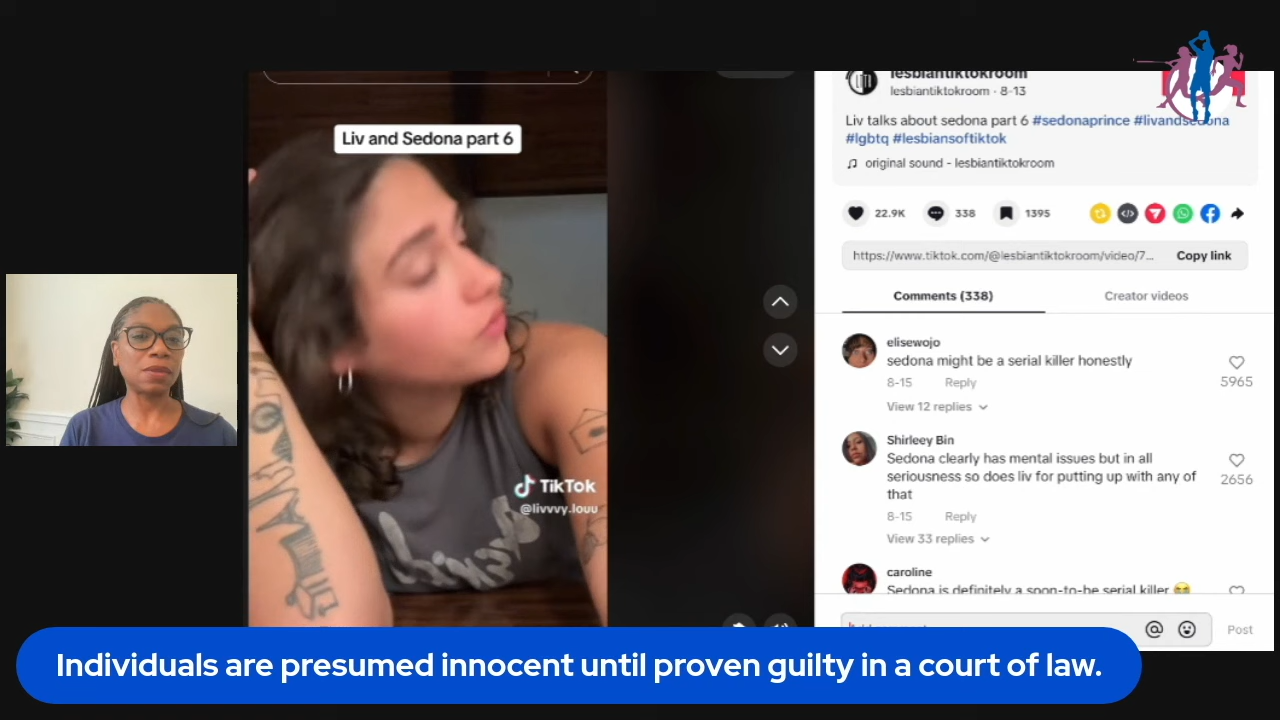 Liv and Sedona part 6
TikTok
@livvvy.louu
lesbiantiktokroom
lesbiantiktokroom · 8-13
Liv talks about sedona part 6 #sedonaprince #livandsedona
#lgbtq #lesbiansoftiktok
original sound - lesbiantiktokroom
22.9K
338
1395
https://www.tiktok.com/@lesbiantiktokroom/video/7...
Copy link
Comments (338)
Creator videos
elisewojo
sedona might be a serial killer honestly
8-15 Reply
5965
View 12 replies
Shirleey Bin
Sedona clearly has mental issues but in all
seriousness so does liv for putting up with any of
that
2656
8-15 Reply
View 33 replies
caroline
Sedona is definitely a soon-to-be serial killer 😭
@
Post
Individuals are presumed innocent until proven guilty in a court of law.